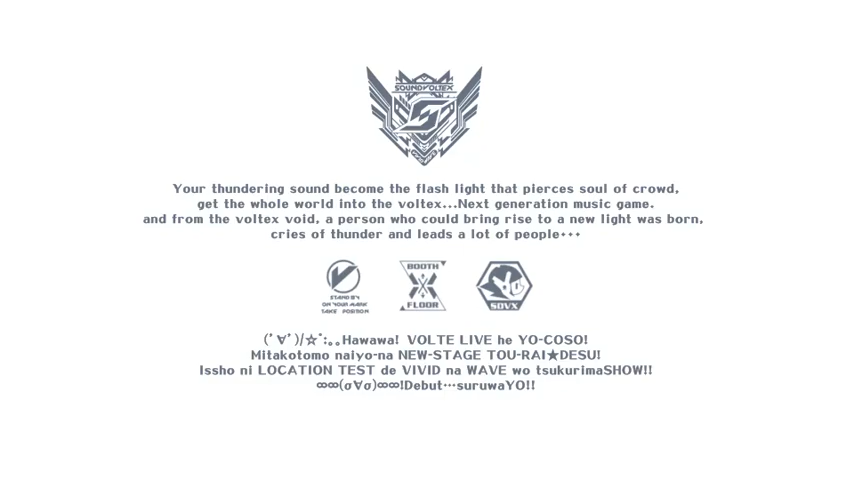 SOUNDVOLTEX
Your thundering sound become the flash light that pierces soul of crowd,
get the whole world into the voltex...Next generation music game.
and from the voltex void, a person who could bring rise to a new light was born,
cries of thunder and leads a lot of people･･･
STAND BY
ON YOUR MARK
TAKE POSITION
BOOTH
FLOOR
SDVX
(ﾟ∀ﾟ)/☆ﾟ:｡｡Hawawa! VOLTE LIVE he YO-COSO!
Mitakotomo naiyo-na NEW-STAGE TOU-RAI★DESU!
Issho ni LOCATION TEST de VIVID na WAVE wo tsukurimaSHOW!!
∞∞(σ∀σ)∞∞!Debut…suruwaYO!!